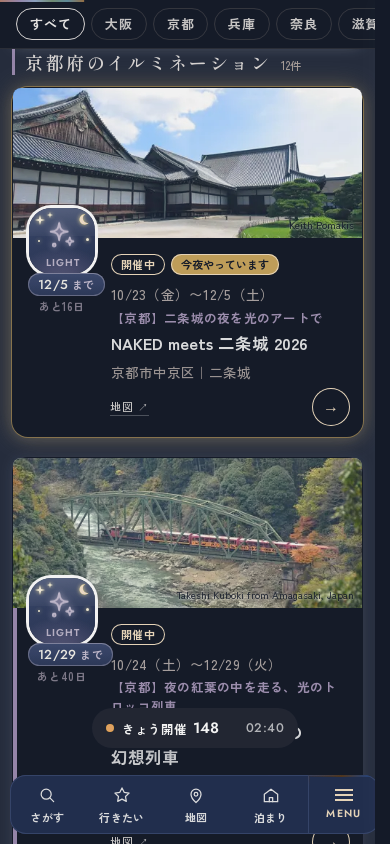 すべて
大阪
京都
兵庫
奈良
滋賀
京都府のイルミネーション 12件
Keith Pomakis
LIGHT
12/5 まで
あと16日
開催中
今夜やっています
10/23（金）〜12/5（土）
【京都】二条城の夜を光のアートで
NAKED meets 二条城 2026
京都市中京区｜二条城
地図 ↗
→
Takeshi Kuboki from Amagasaki, Japan
LIGHT
12/29 まで
あと40日
開催中
10/24（土）〜12/29（火）
【京都】夜の紅葉の中を走る、光のト
ロッコ列車
きょう開催 148 02:40
幻想列車
さがす
行きたい
地図
泊まり
MENU
地図 ↗